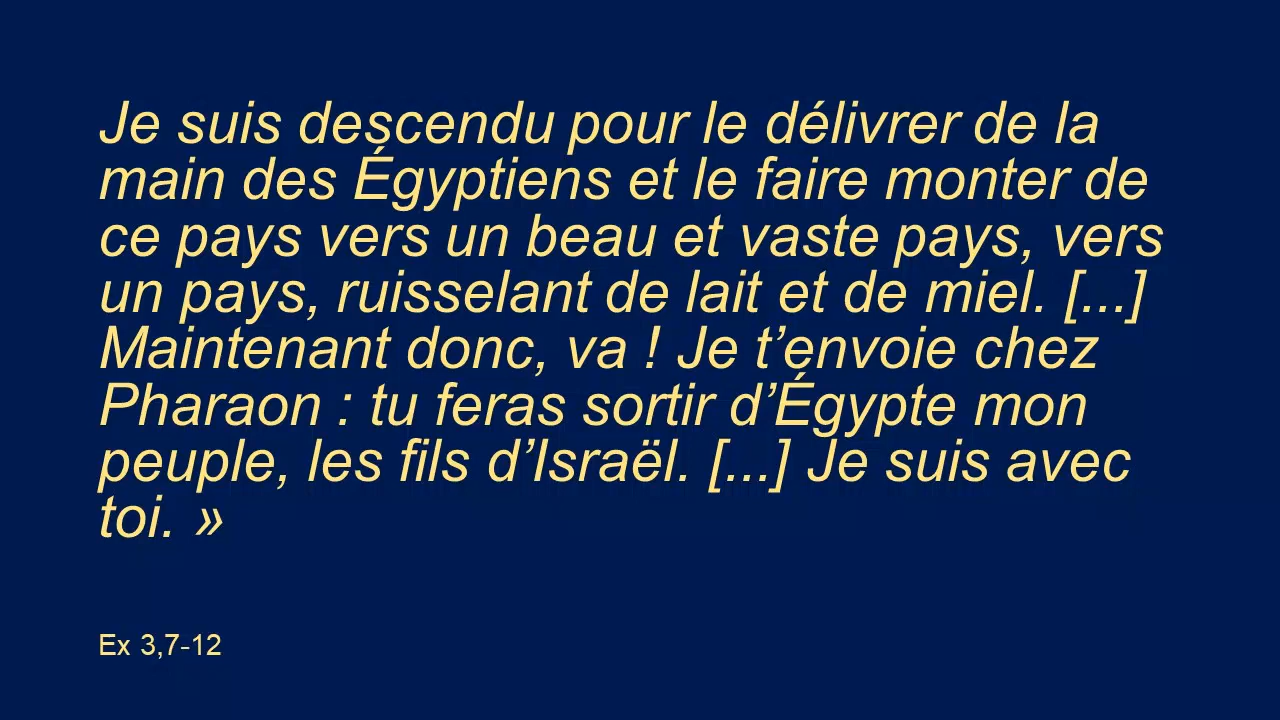 Je suis descendu pour le délivrer de la
main des Égyptiens et le faire monter de
ce pays vers un beau et vaste pays, vers
un pays, ruisselant de lait et de miel. [...]
Maintenant donc, va ! Je t’envoie chez
Pharaon : tu feras sortir d’Égypte mon
peuple, les fils d’Israël. [...] Je suis avec
toi. »
Ex 3,7-12